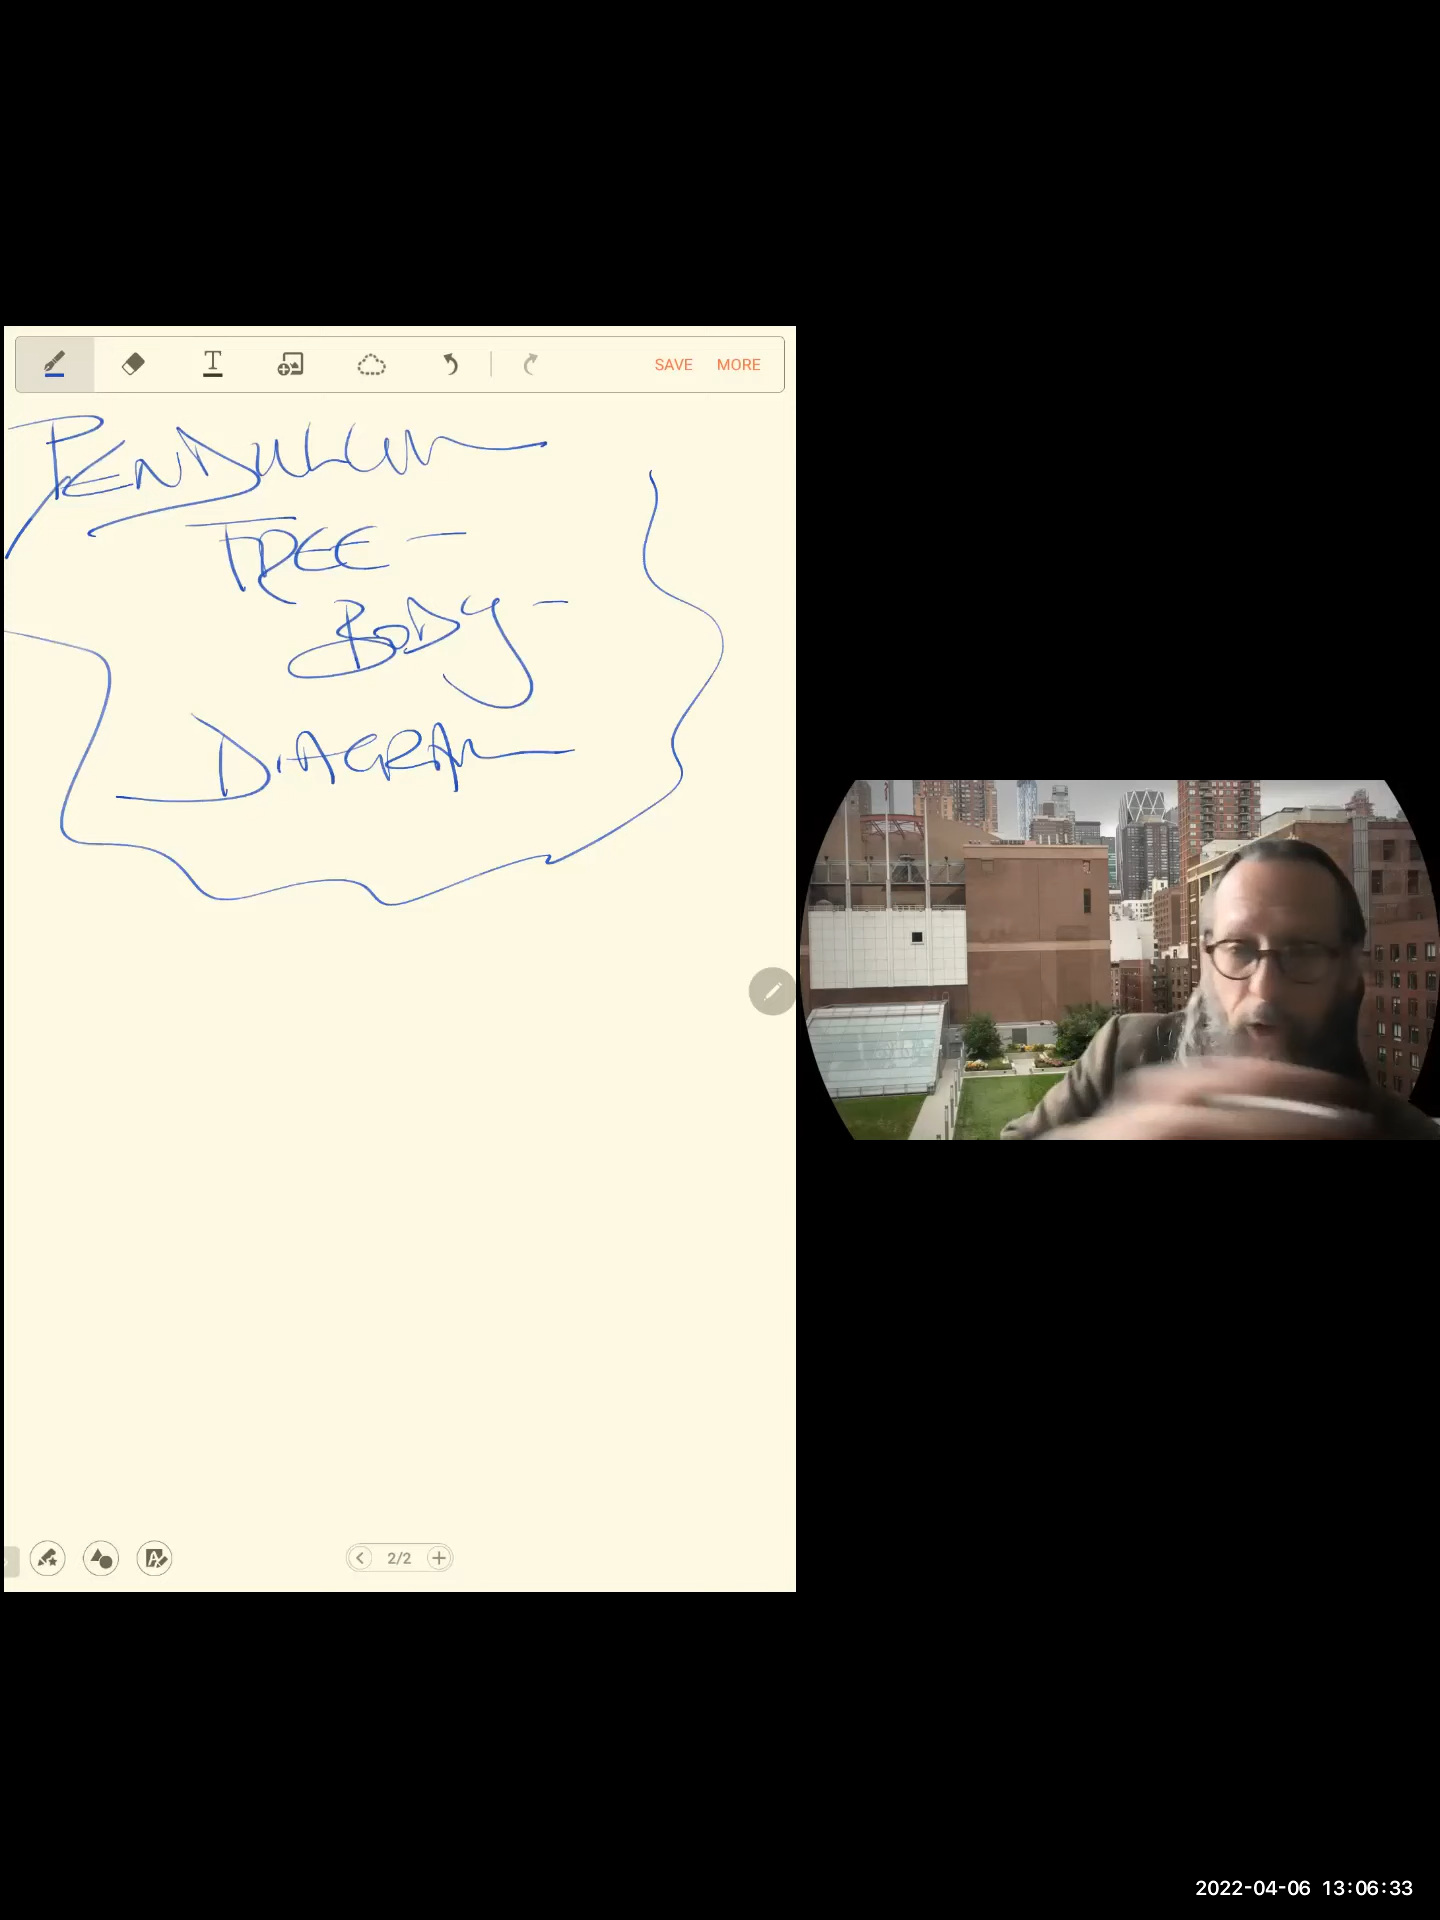 T
SAVE MORE
PENDULUM
FREE-
BODY-
DIAGRAM
A
2/2
2022-04-06 13:06:33